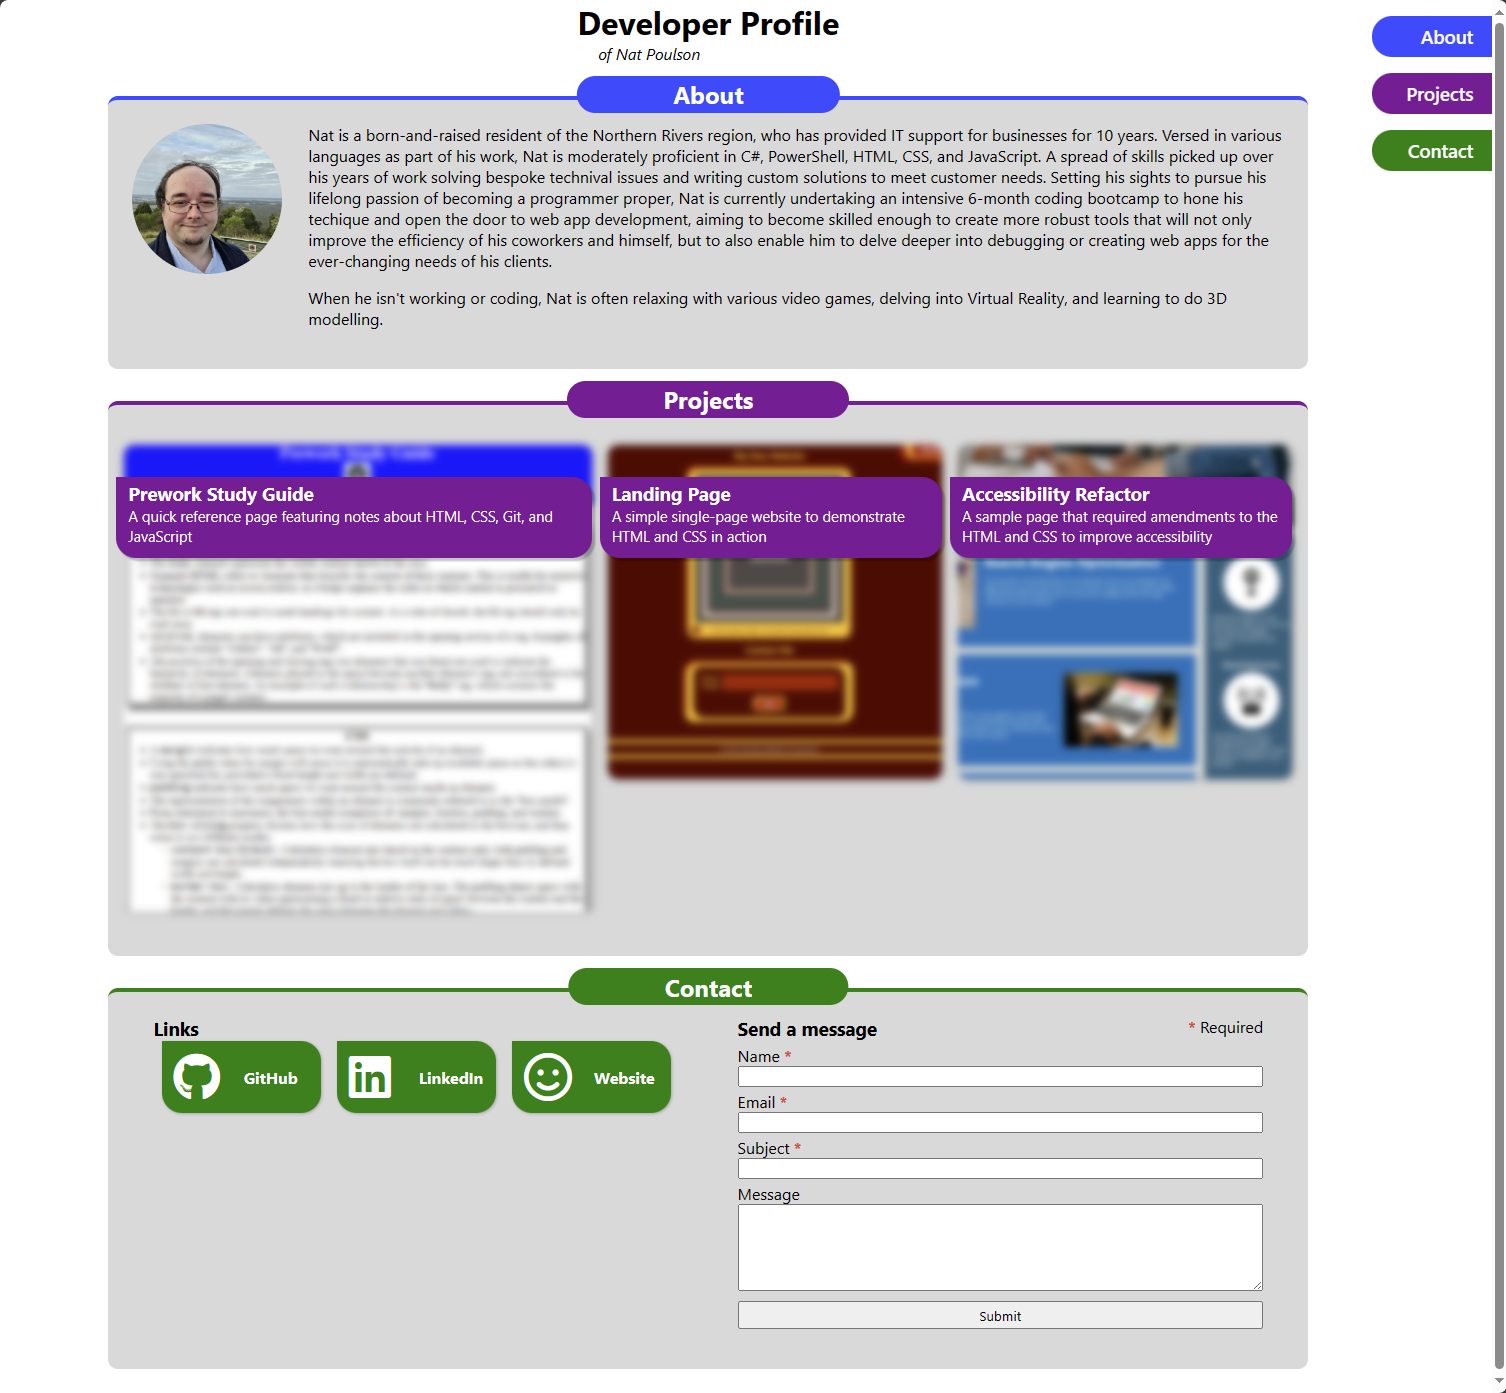 Developer Profile
of Nat Poulson
About
Projects
Contact
About
Nat is a born-and-raised resident of the Northern Rivers region, who has provided IT support for businesses for 10 years. Versed in various
languages as part of his work, Nat is moderately proficient in C#, PowerShell, HTML, CSS, and JavaScript. A spread of skills picked up over
his years of work solving bespoke technival issues and writing custom solutions to meet customer needs. Setting his sights to pursue his
lifelong passion of becoming a programmer proper, Nat is currently undertaking an intensive 6-month coding bootcamp to hone his
techique and open the door to web app development, aiming to become skilled enough to create more robust tools that will not only
improve the efficiency of his coworkers and himself, but to also enable him to delve deeper into debugging or creating web apps for the
ever-changing needs of his clients.
When he isn't working or coding, Nat is often relaxing with various video games, delving into Virtual Reality, and learning to do 3D
modelling.
Projects
Prework Study Guide
Prework Study Guide
A quick reference page featuring notes about HTML, CSS, Git, and
JavaScript
Landing Page
A simple single-page website to demonstrate
HTML and CSS in action
Accessibility Refactor
A sample page that required amendments to the
HTML and CSS to improve accessibility
Contact
Links
GitHub
LinkedIn
Website
Send a message
* Required
Name *
Email *
Subject *
Message
Submit